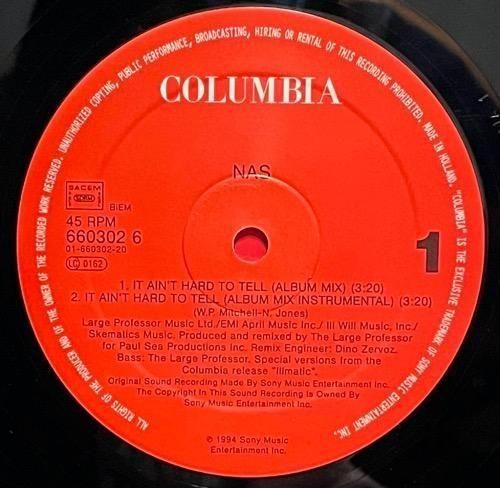 ALL RIGHTS OF THE PRODUCER AND OF THE OWNER OF THE RECORDED WORK RESERVED. UNAUTHORIZED COPYING, PUBLIC PERFORMANCE, BROADCASTING, HIRING OR RENTAL OF THIS RECORDING PROHIBITED. MADE IN HOLLAND. "COLUMBIA" IS THE EXCLUSIVE TRADEMARK OF SONY MUSIC ENTERTAINMENT INC.
COLUMBIA
NAS
SACEM
SDRM
BIEM
45 RPM
660302 6
01-660302-20
LC 0162
1
1. IT AIN'T HARD TO TELL (ALBUM MIX) (3:20)
2. IT AIN'T HARD TO TELL (ALBUM MIX INSTRUMENTAL) (3:20)
(W.P. Mitchell-N. Jones)
Large Professor Music Ltd./EMI April Music Inc./ Ill Will Music, Inc./
Skematics Music. Produced and remixed by The Large Professor
for Paul Sea Productions Inc. Remix Engineer: Dino Zervoz.
Bass: The Large Professor. Special versions from the
Columbia release "Illmatic".
Original Sound Recording Made By Sony Music Entertainment Inc.
The Copyright In This Sound Recording Is Owned By
Sony Music Entertainment Inc.
℗ 1994 Sony Music
Entertainment Inc.